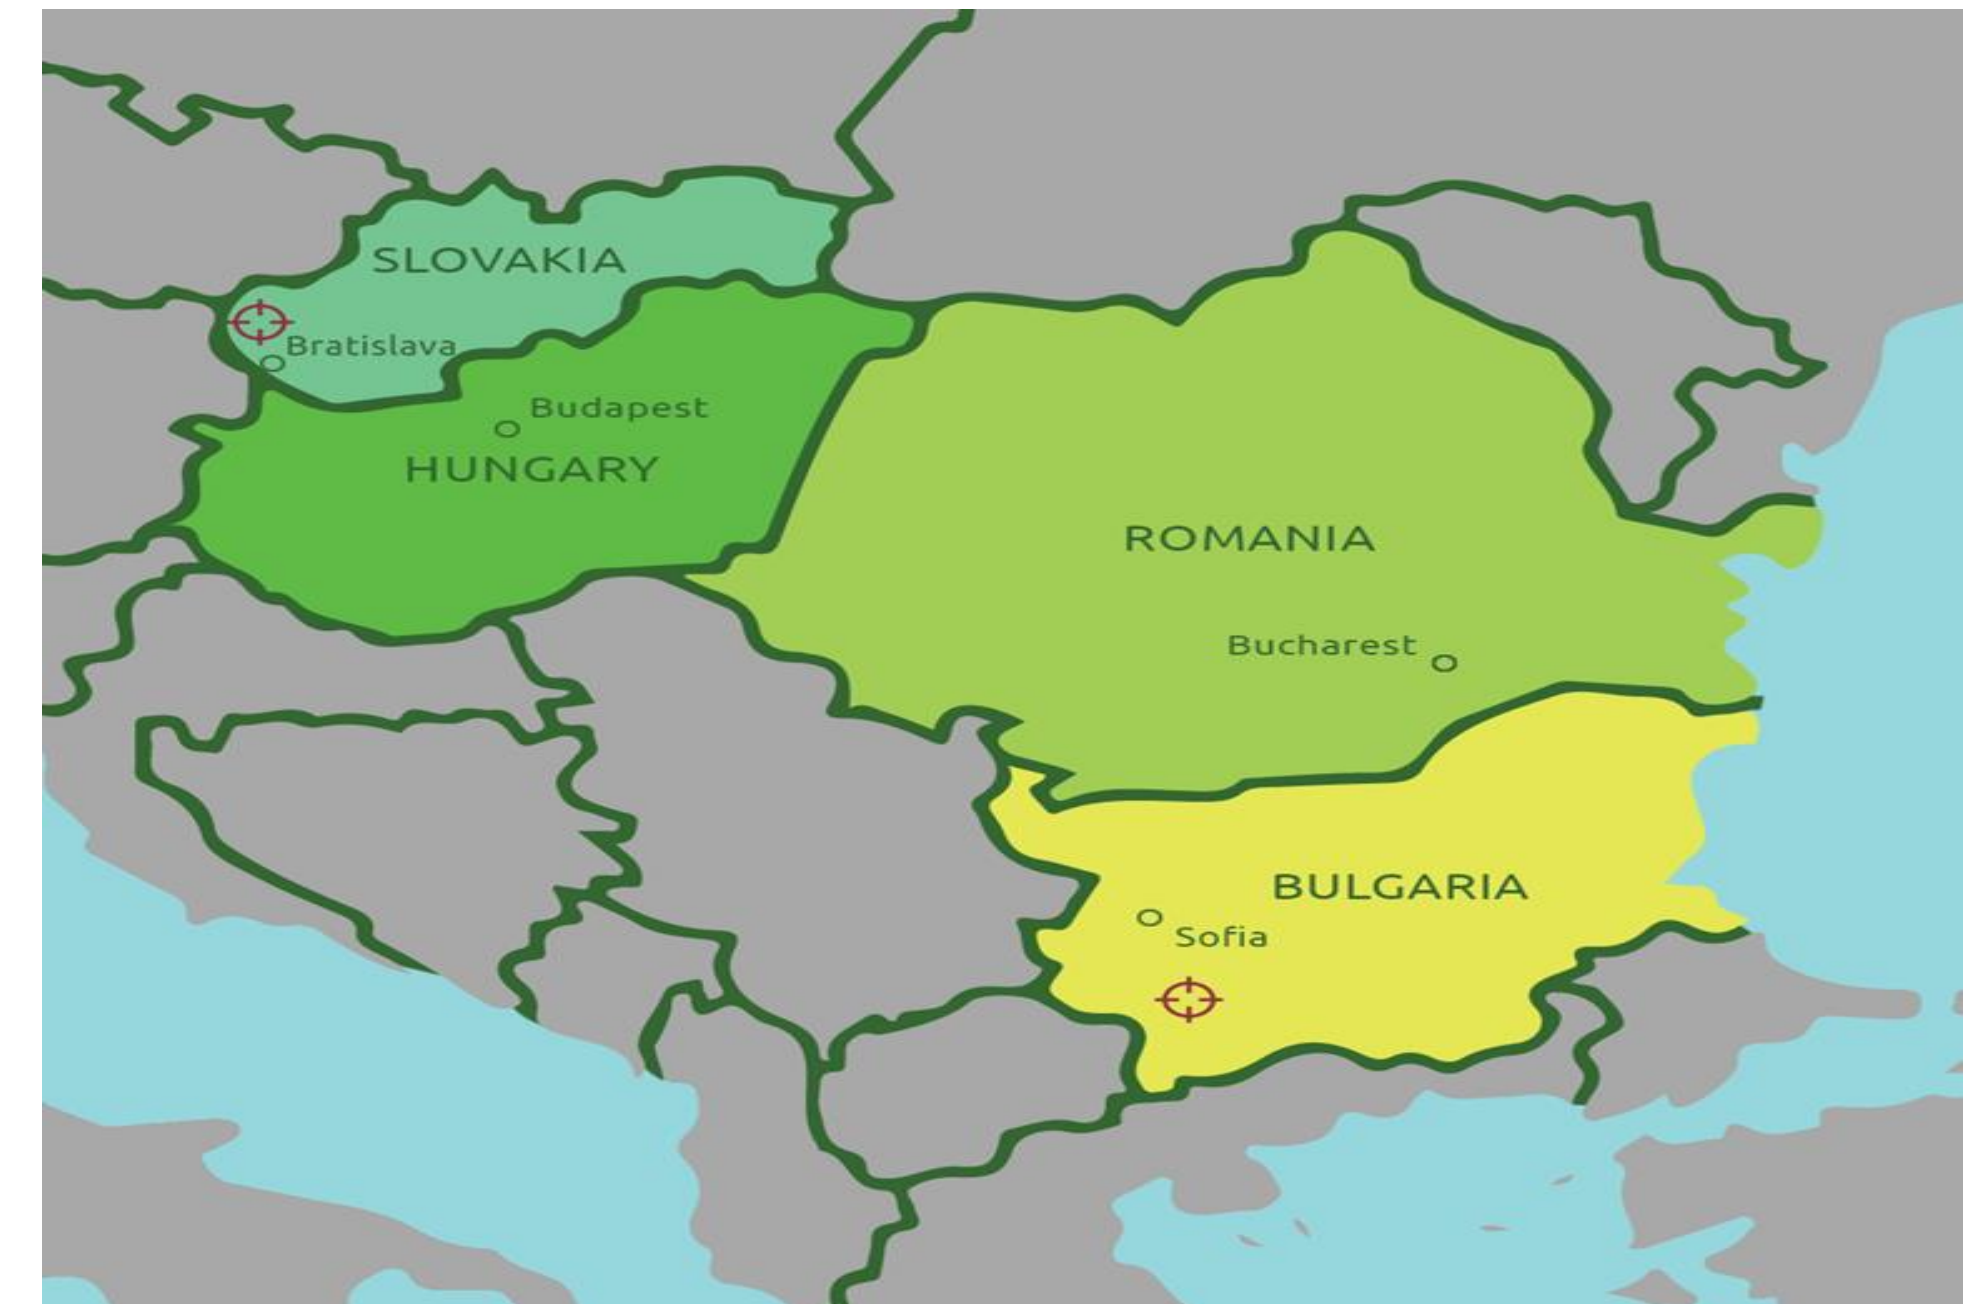 SLOVAKIA
Bratislava
Budapest
HUNGARY
ROMANIA
Bucharest
BULGARIA
Sofia